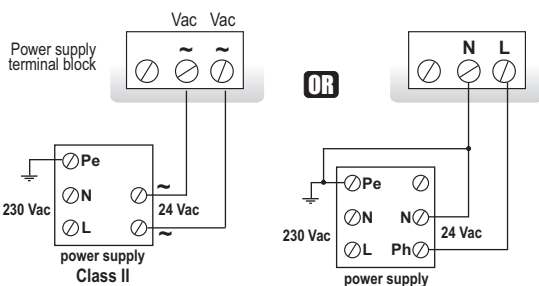 Vac Vac
Power supply
terminal block
~ ~
Pe
N
L
230 Vac
~
24 Vac
~
power supply
Class II
OR
N L
Pe
N N
L Ph
230 Vac
24 Vac
power supply